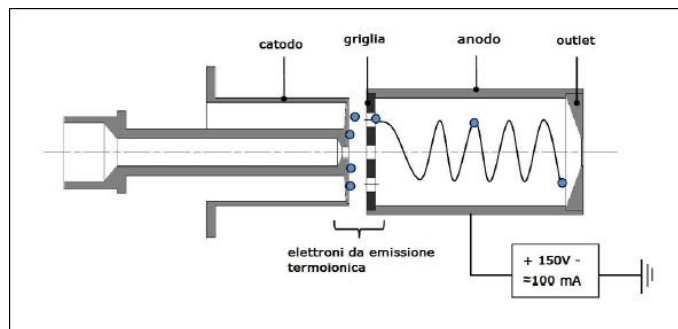 catodo
griglia
anodo
outlet
elettroni da emissione
termoionica
+ 150V -
≈100 mA